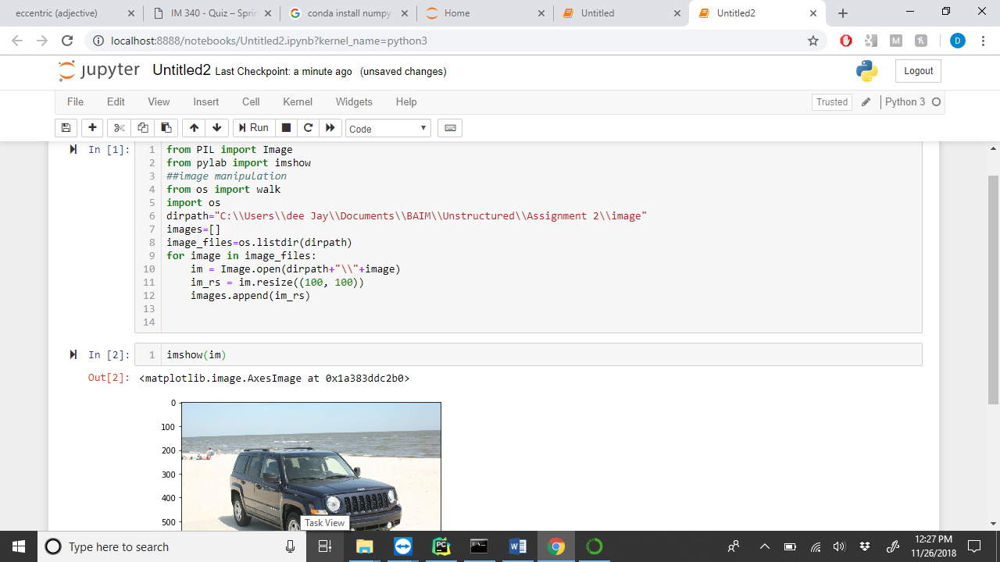 eccentric (adjective)
IM 340 - Quiz – Sprin
conda install numpy
Home
Untitled
Untitled2
localhost:8888/notebooks/Untitled2.ipynb?kernel_name=python3
M
D
jupyter Untitled2 Last Checkpoint: a minute ago (unsaved changes)
Logout
File Edit View Insert Cell Kernel Widgets Help
Trusted
Python 3
Run
Code
In [1]:
1 from PIL import Image
2 from pylab import imshow
3 ##image manipulation
4 from os import walk
5 import os
6 dirpath="C:\\Users\\dee Jay\\Documents\\BAIM\\Unstructured\\Assignment 2\\image"
7 images=[]
8 image_files=os.listdir(dirpath)
9 for image in image_files:
10     im = Image.open(dirpath+"\\"+image)
11     im_rs = im.resize((100, 100))
12     images.append(im_rs)
13
14
In [2]:
1 imshow(im)
Out[2]: <matplotlib.image.AxesImage at 0x1a383ddc2b0>
0
100
200
300
400
500
Task View
Type here to search
12:27 PM
11/26/2018